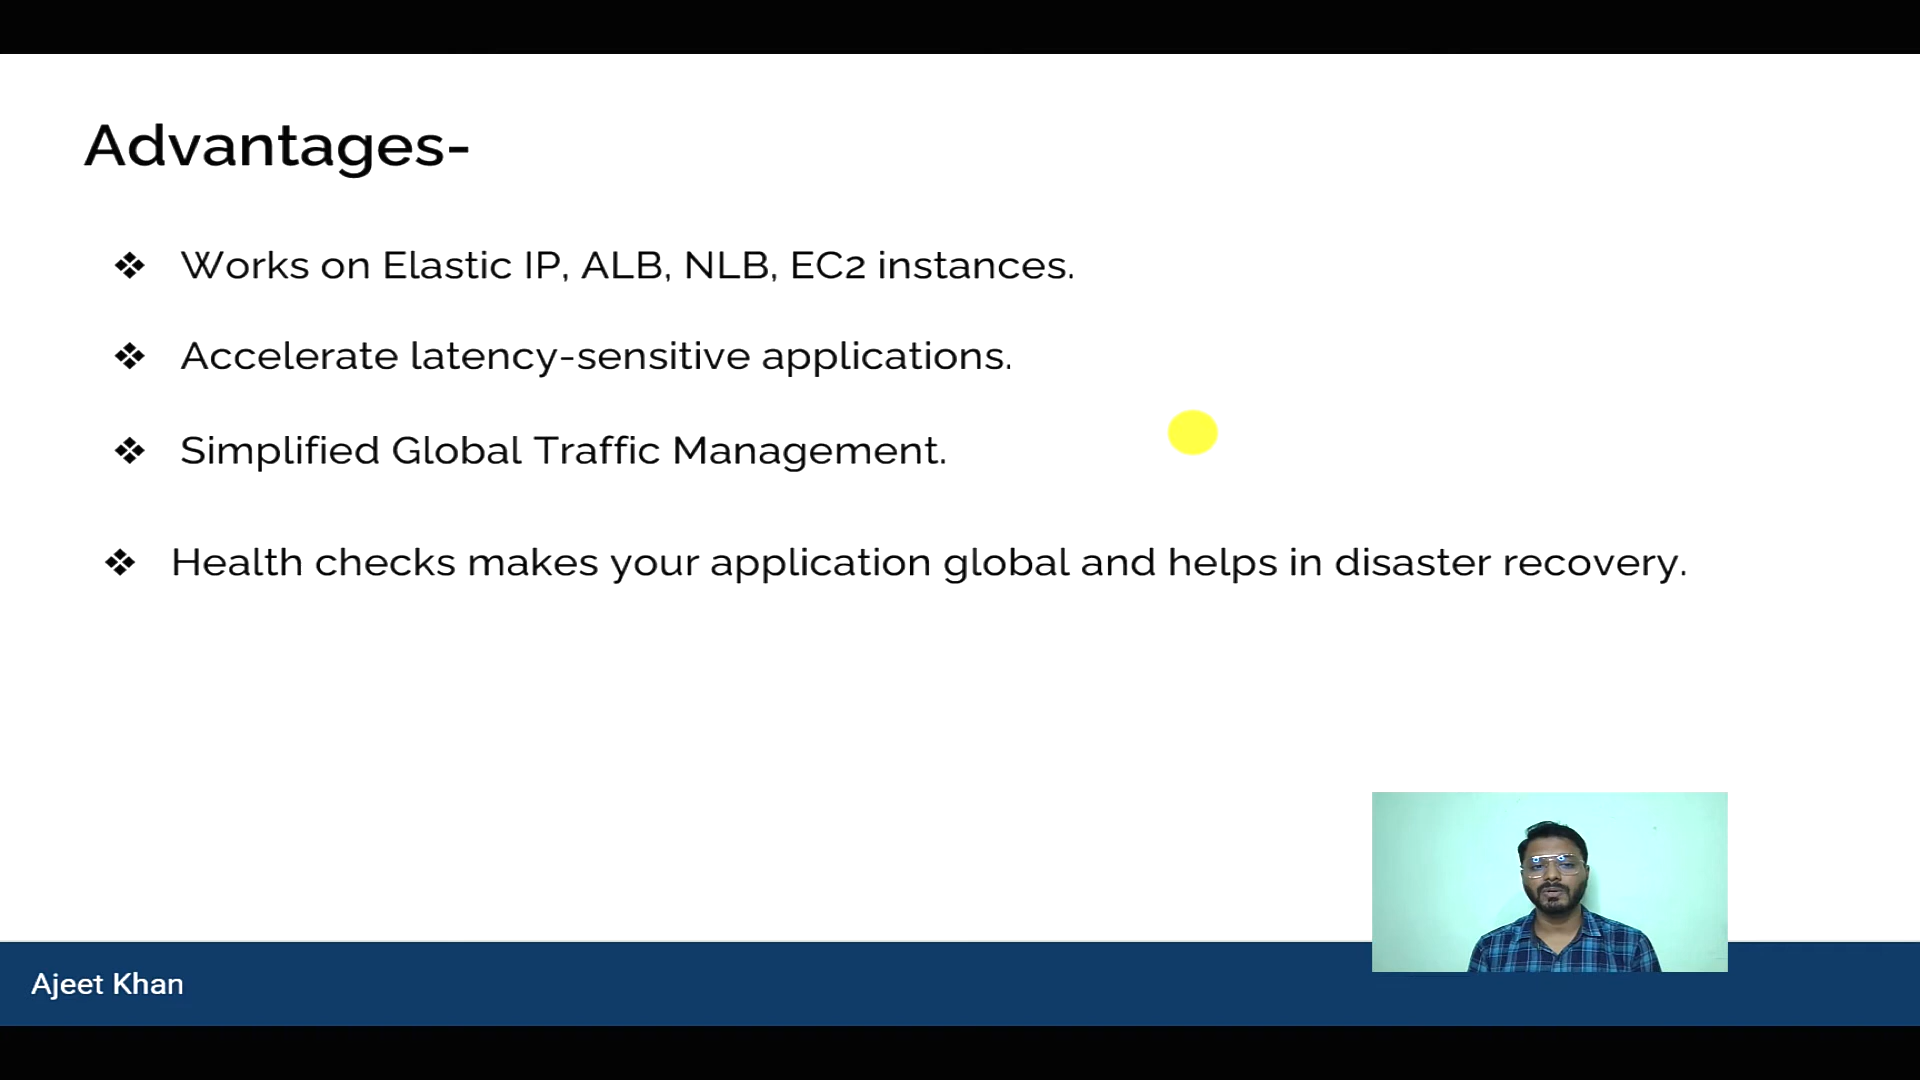 Advantages-
❖ Works on Elastic IP, ALB, NLB, EC2 instances.
❖ Accelerate latency-sensitive applications.
❖ Simplified Global Traffic Management.
❖ Health checks makes your application global and helps in disaster recovery.
Ajeet Khan